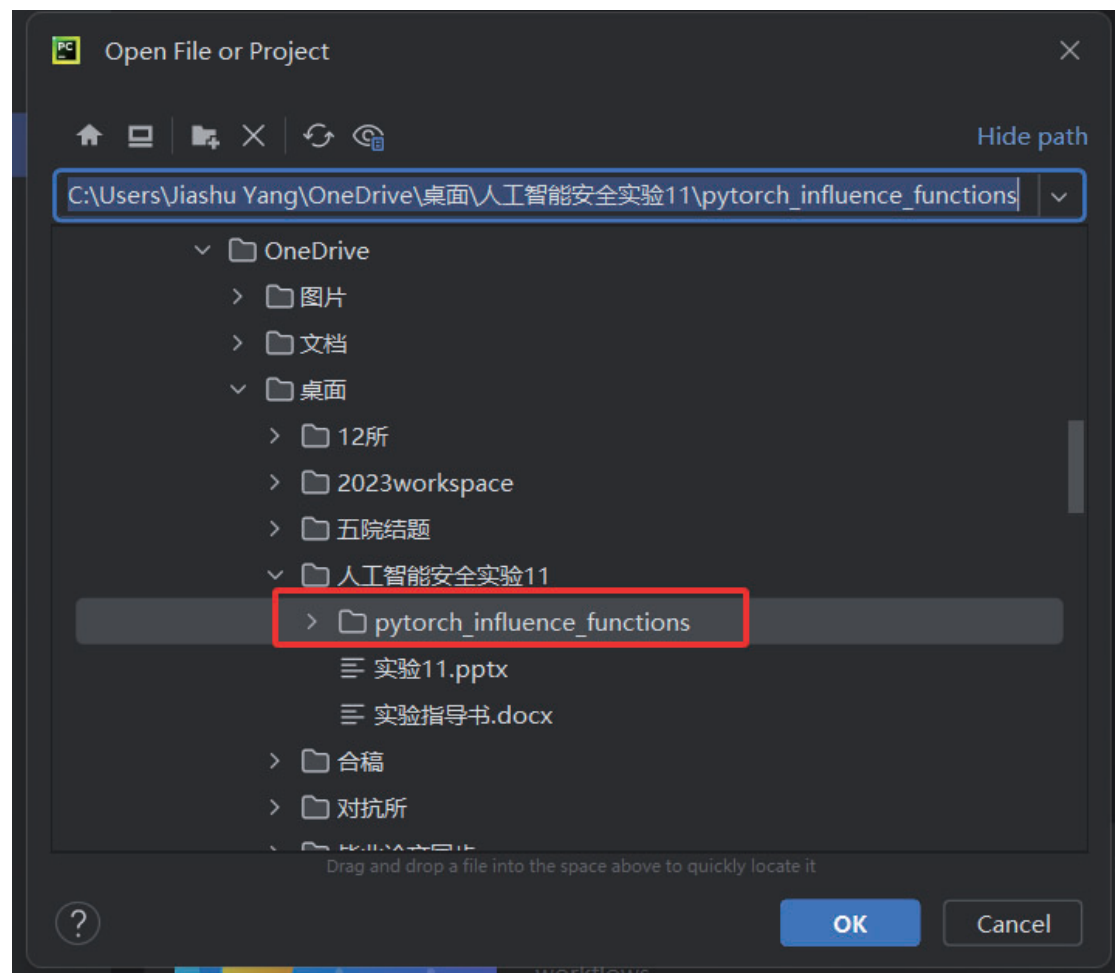 PC
Open File or Project
Hide path
C:\Users\Jiashu Yang\OneDrive\桌面\人工智能安全实验11\pytorch_influence_functions
OneDrive
图片
文档
桌面
12所
2023workspace
五院结题
人工智能安全实验11
pytorch_influence_functions
实验11.pptx
实验指导书.docx
合稿
对抗所
Drag and drop a file into the space above to quickly locate it
?
OK
Cancel
workflows